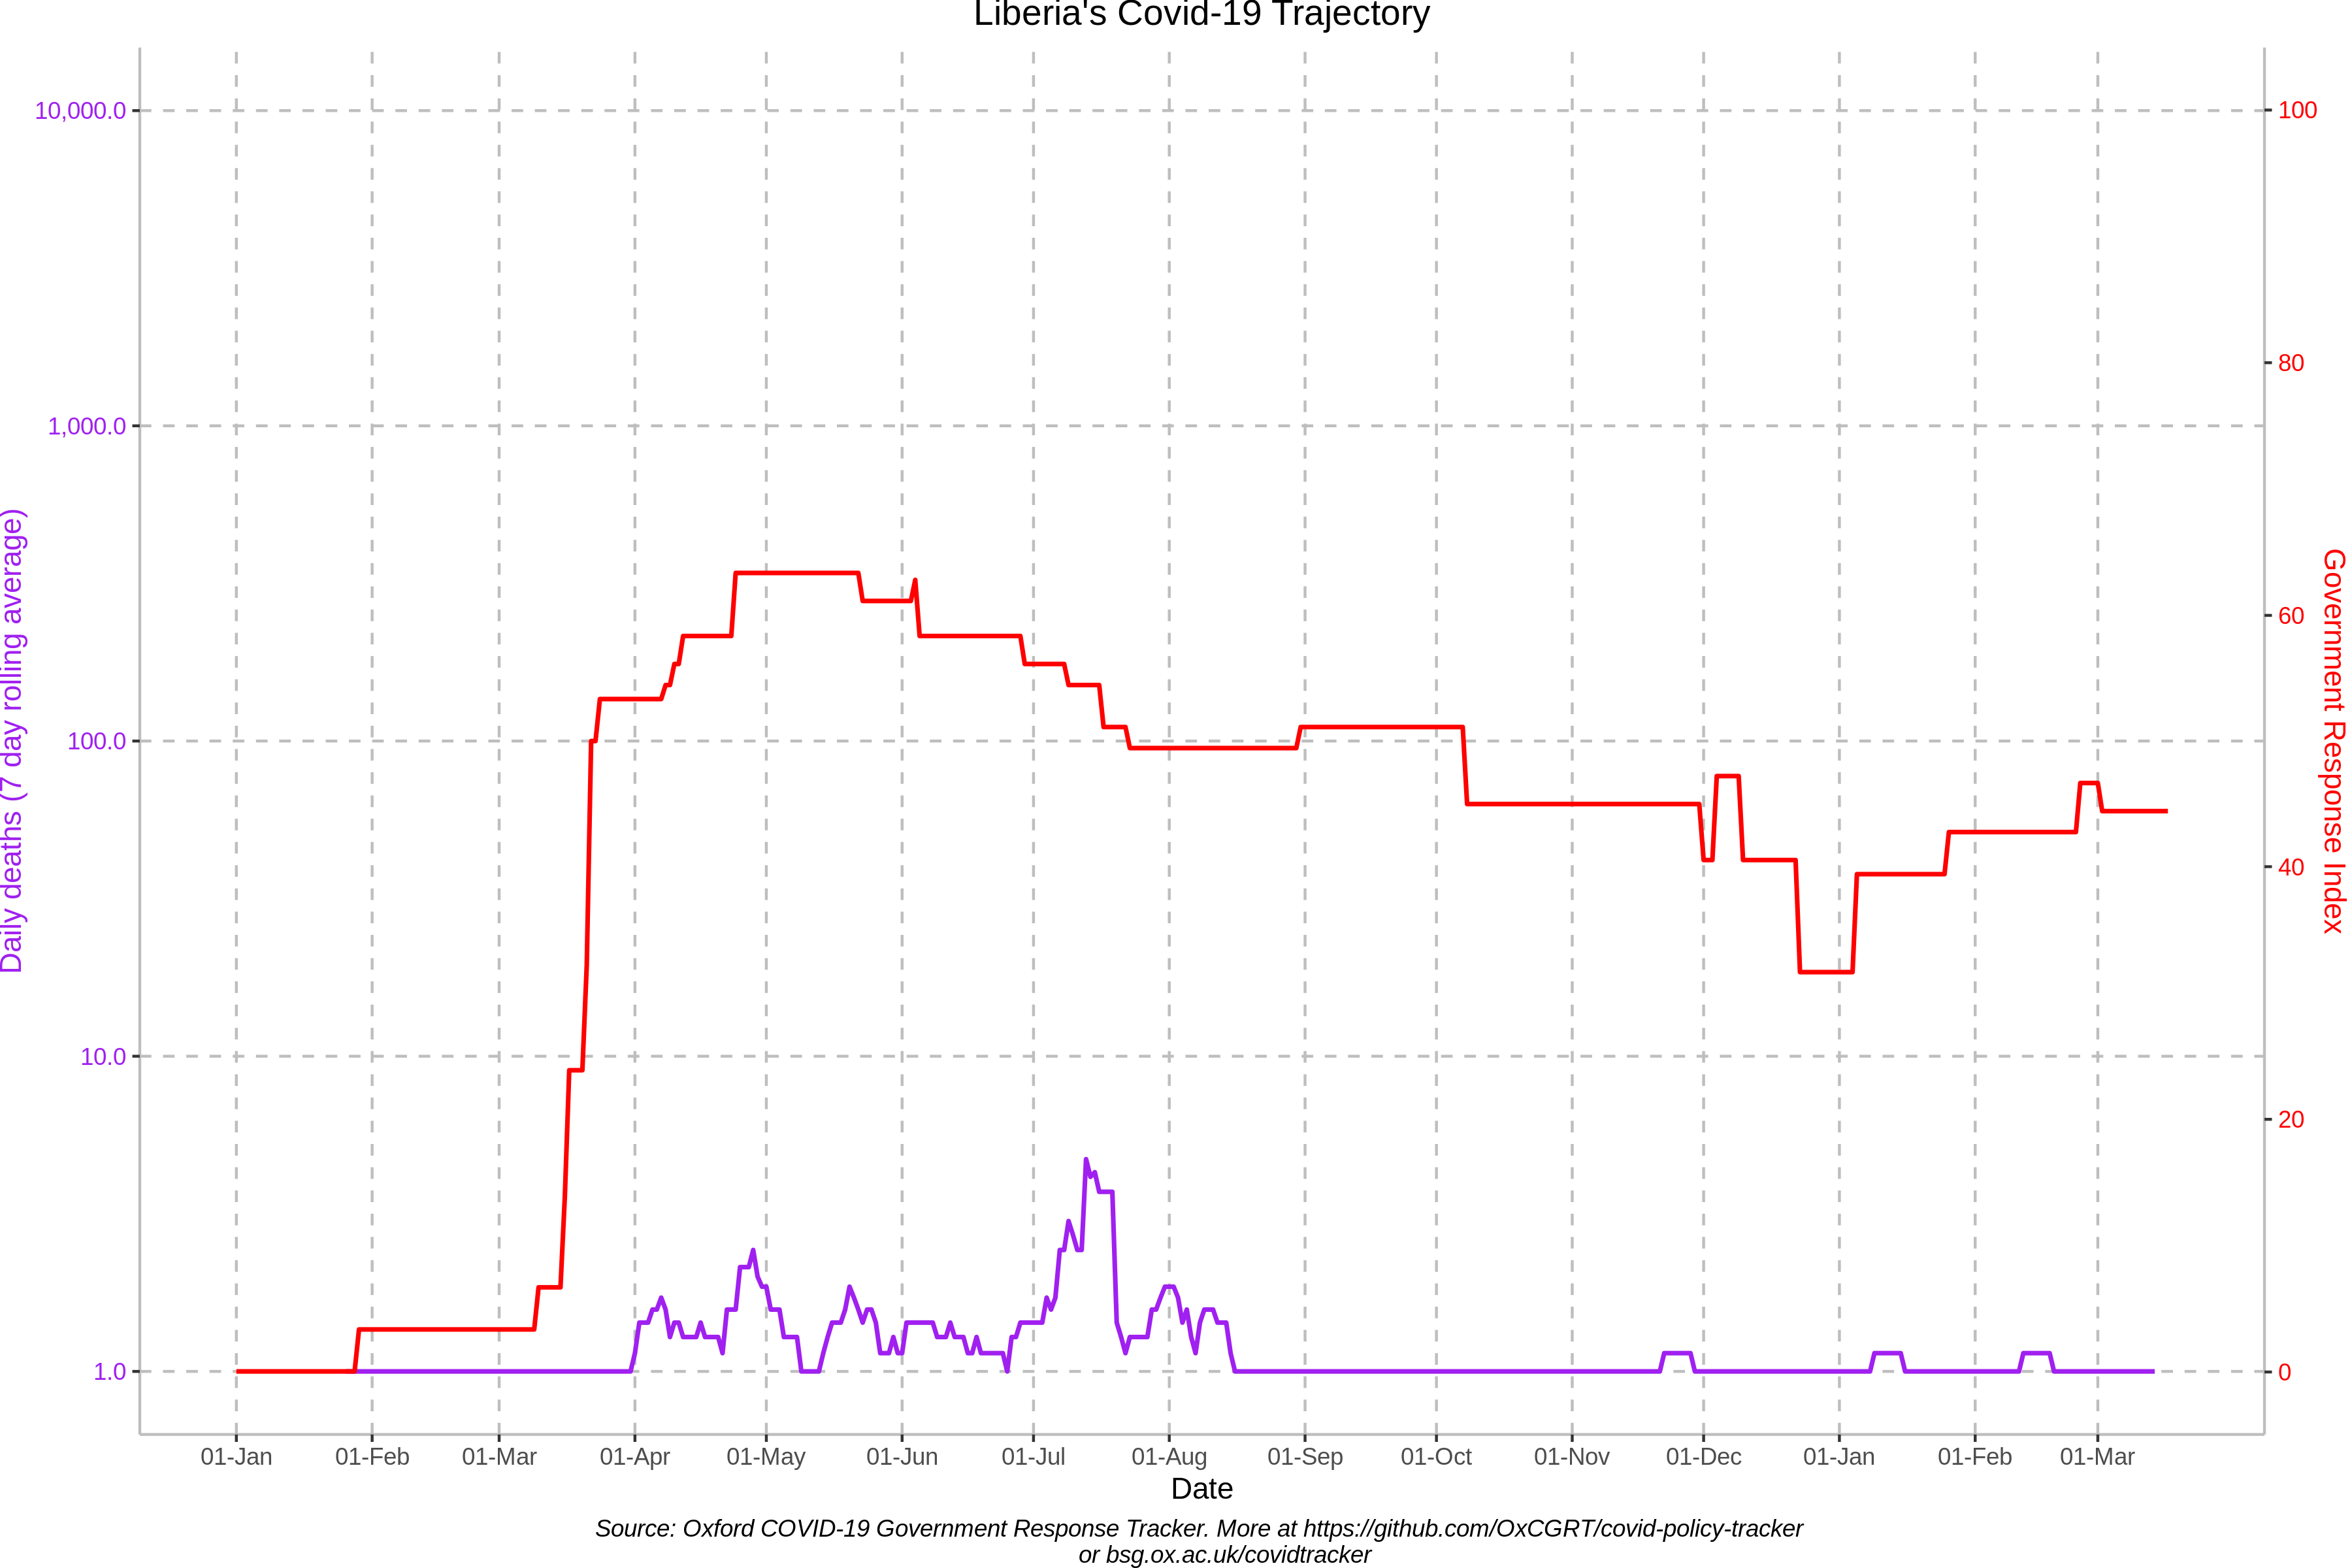 Liberia's Covid-19 Trajectory
10,000.0
1,000.0
100.0
10.0
1.0
Daily deaths (7 day rolling average)
100
80
60
40
20
0
Government Response Index
01-Jan
01-Feb
01-Mar
01-Apr
01-May
01-Jun
01-Jul
01-Aug
01-Sep
01-Oct
01-Nov
01-Dec
01-Jan
01-Feb
01-Mar
Date
Source: Oxford COVID-19 Government Response Tracker. More at https://github.com/OxCGRT/covid-policy-tracker
or bsg.ox.ac.uk/covidtracker